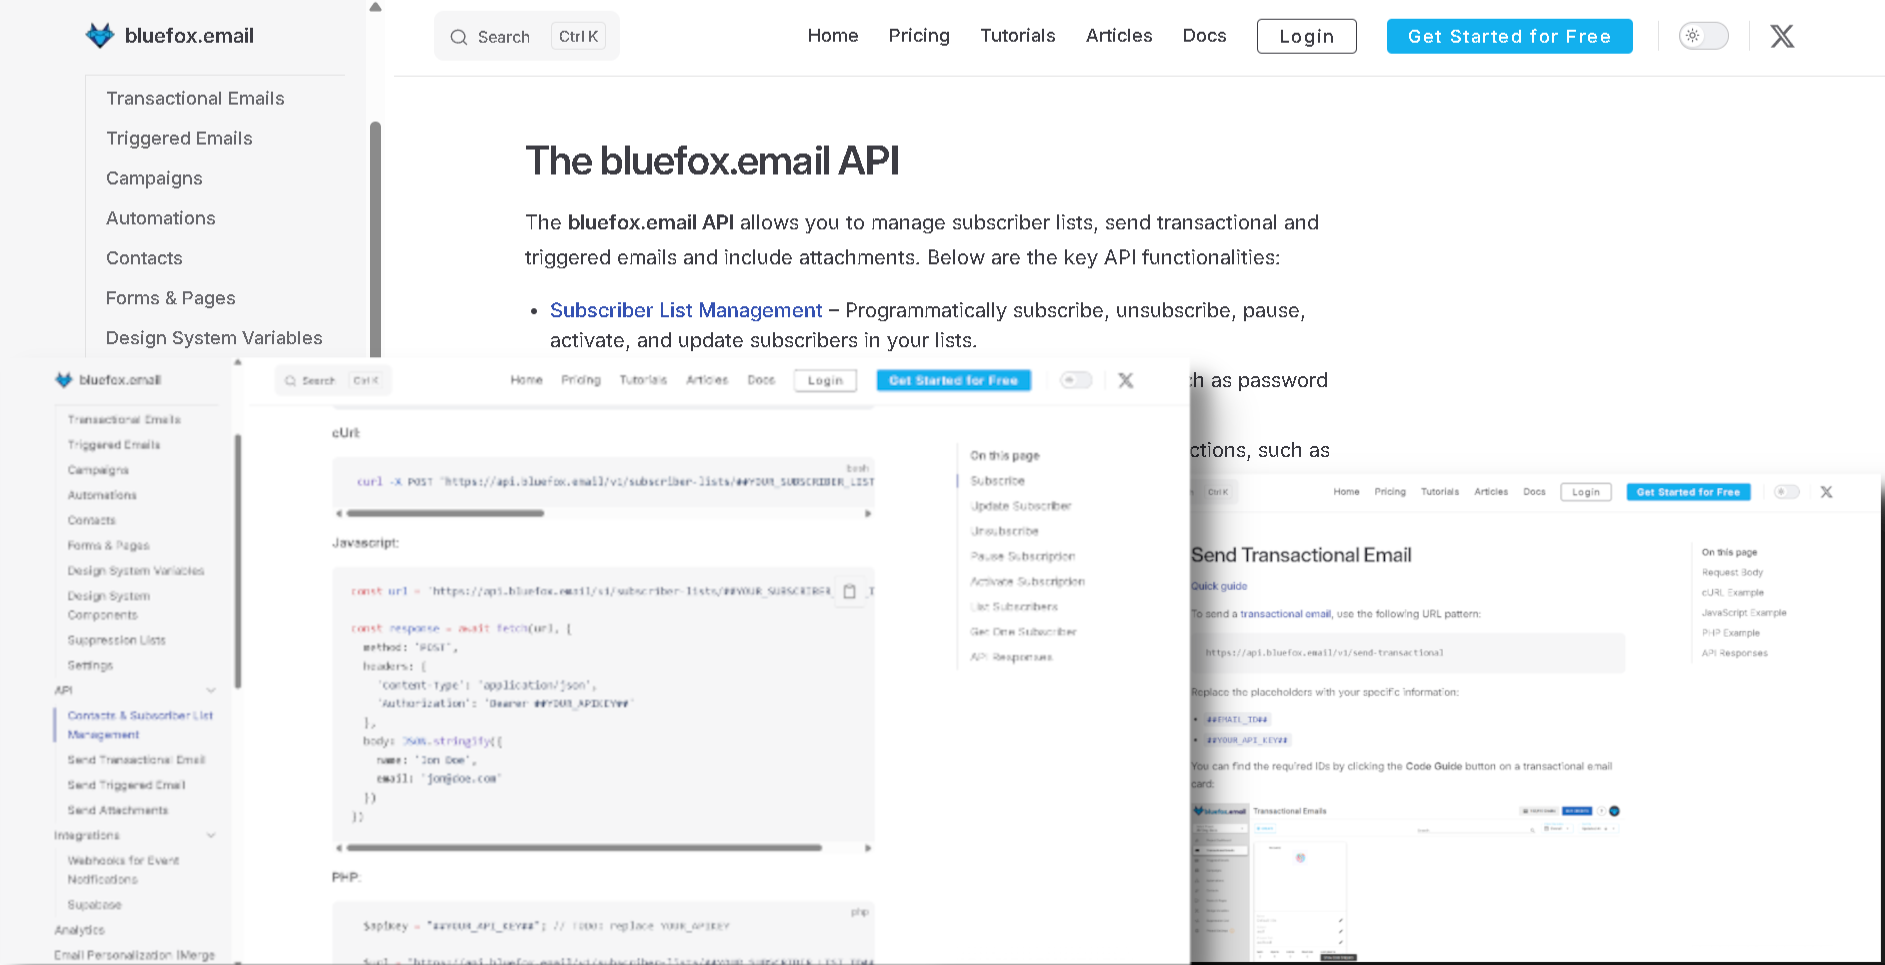 bluefox.email
Search
Ctrl K
Home
Pricing
Tutorials
Articles
Docs
Login
Get Started for Free
Transactional Emails
Triggered Emails
Campaigns
Automations
Contacts
Forms & Pages
Design System Variables
The bluefox.email API
The bluefox.email API allows you to manage subscriber lists, send transactional and
triggered emails and include attachments. Below are the key API functionalities:
• Subscriber List Management – Programmatically subscribe, unsubscribe, pause,
activate, and update subscribers in your lists.
as password
such as
bluefox.email
Search
Ctrl K
Home
Pricing
Tutorials
Articles
Docs
Login
Get Started for Free
Transactional Emails
Triggered Emails
Campaigns
Automations
Contacts
Forms & Pages
Design System Variables
Design System
Components
Suppression Lists
Settings
API
Contacts & Subscriber List
Management
Send Transactional Email
Send Triggered Email
Send Attachments
Integrations
Webhooks for Event
Notifications
Supabase
Analytics
Email Personalization (Merge
cUrl:
bash
curl -X POST 'https://api.bluefox.email/v1/subscriber-lists/##YOUR_SUBSCRIBER_LIST
Javascript:
const url = 'https://api.bluefox.email/v1/subscriber-lists/##YOUR_SUBSCRIBER_
const response = await fetch(url, {
method: 'POST',
headers: {
'Content-Type': 'application/json',
'Authorization': 'Bearer ##YOUR_APIKEY##'
},
body: JSON.stringify({
name: 'Jon Doe',
email: 'jon@doe.com'
})
})
PHP:
php
$apikey = "##YOUR_API_KEY##"; // TODO: replace YOUR_APIKEY
$url = "https://api.bluefox.email/v1/subscriber-lists/##YOUR_SUBSCRIBER_LIST_ID##
On this page
Subscribe
Update Subscriber
Unsubscribe
Pause Subscription
Activate Subscription
List Subscribers
Get One Subscriber
API Responses
Ctrl K
Home
Pricing
Tutorials
Articles
Docs
Login
Get Started for Free
Send Transactional Email
Quick guide
To send a transactional email, use the following URL pattern:
https://api.bluefox.email/v1/send-transactional
Replace the placeholders with your specific information:
• ##EMAIL_ID##
• ##YOUR_API_KEY##
You can find the required IDs by clicking the Code Guide button on a transactional email
card:
bluefox.email
Transactional Emails
On this page
Request Body
cURL Example
JavaScript Example
PHP Example
API Responses